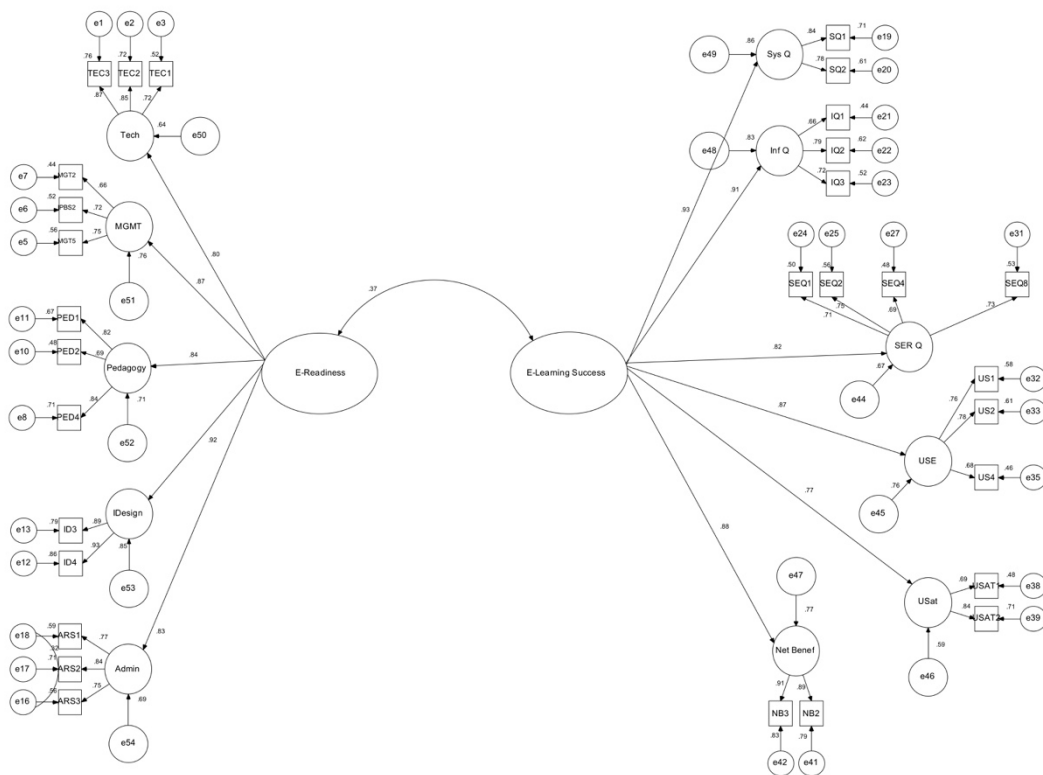 e1 e2 e3
.76 .72 .52
TEC3 TEC2 TEC1
.87 .85 .72
Tech
.64
e50
e7
.44
MGT2
.66
e6
.52
PBS2
.72
MGMT
e5
.56
MGT5
.75
.76
e51
.80
.87
e11
.67
PED1
.82
e10
.48
PED2
.69
Pedagogy
.84
e8
.71
PED4
.84
.71
e52
.92
IDesign
e13
.79
ID3
.89
e12
.86
ID4
.93
.85
e53
.83
e18
.59
ARS1
.77
.32
e17
.71
ARS2
.84
Admin
e16
.56
ARS3
.75
.69
e54
E-Readiness
.37
E-Learning Success
e49
.86
Sys Q
.84
SQ1
.71
e19
.78
SQ2
.61
e20
e48
.83
Inf Q
.66
IQ1
.44
e21
.79
IQ2
.62
e22
.72
IQ3
.52
e23
.93
.91
e24 e25 e27 e31
.50 .56 .48 .53
SEQ1 SEQ2 SEQ4 SEQ8
.71 .75 .69 .73
SER Q
.82
.67
e44
.87
USE
.76
US1
.58
e32
.78
US2
.61
e33
.68
US4
.46
e35
.76
e45
.77
USat
.69
USAT1
.48
e38
.84
USAT2
.71
e39
.59
e46
.88
e47
.77
Net Benef
.91 .89
NB3 NB2
.83 .79
e42 e41